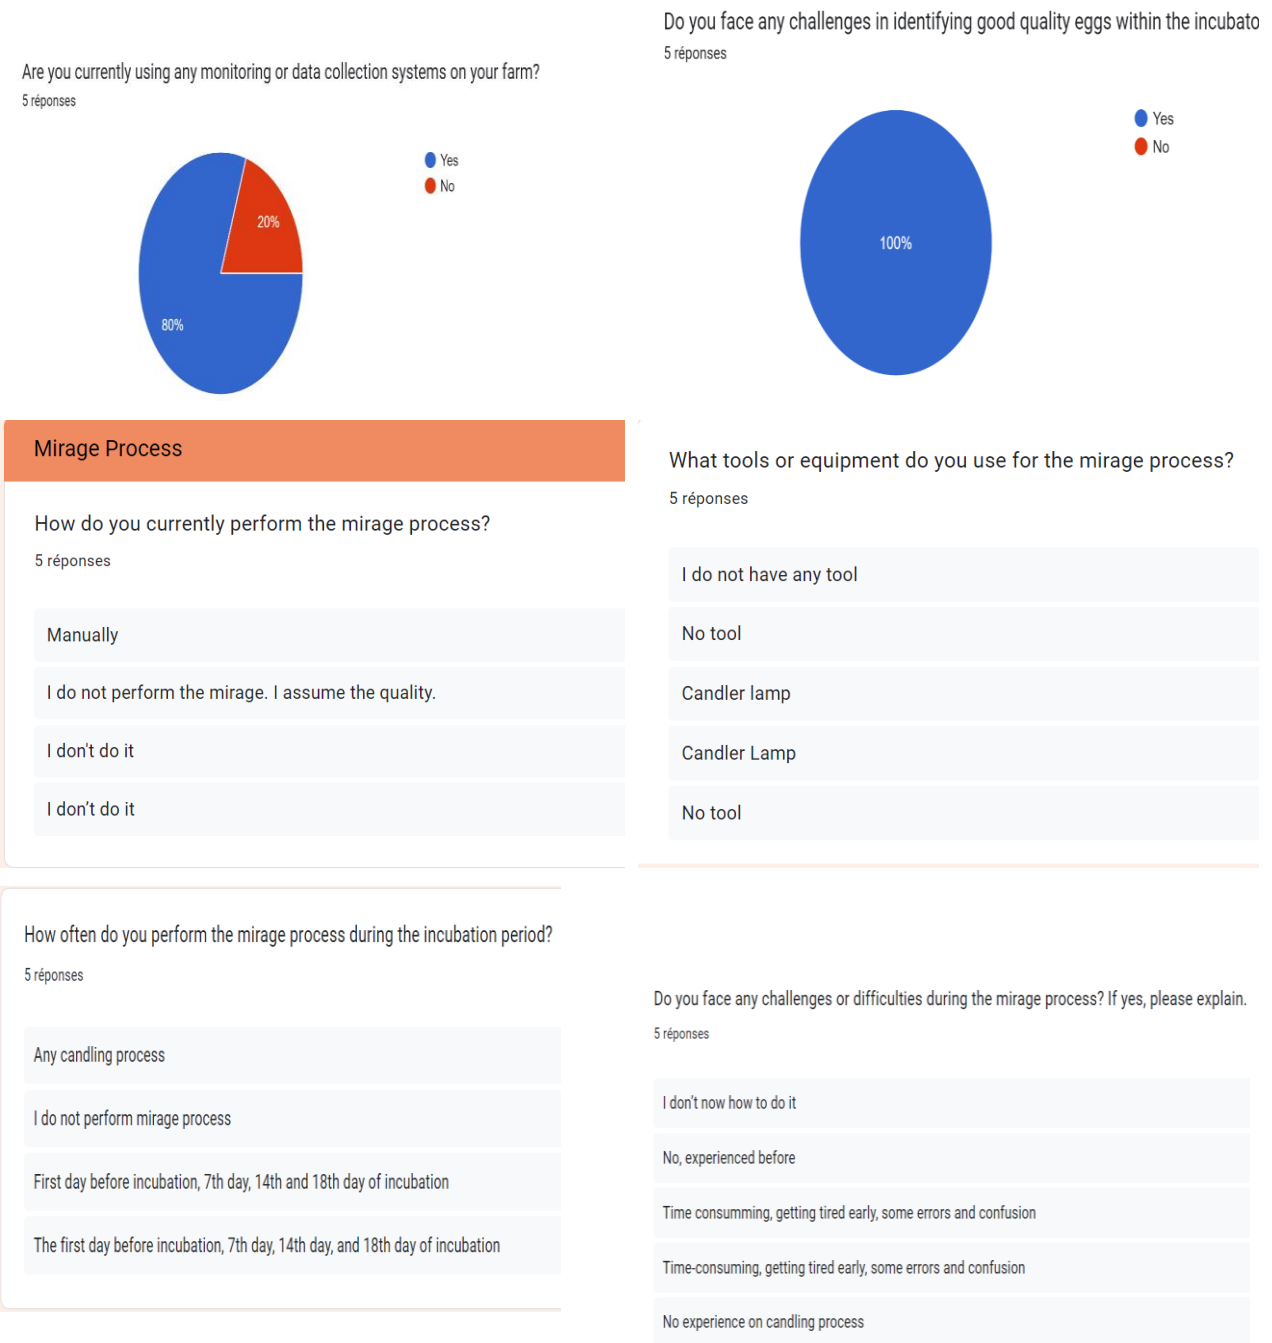 Are you currently using any monitoring or data collection systems on your farm?
5 réponses
Yes
No
20%
80%
Do you face any challenges in identifying good quality eggs within the incubato
5 réponses
Yes
No
100%
Mirage Process
How do you currently perform the mirage process?
5 réponses
Manually
I do not perform the mirage. I assume the quality.
I don't do it
I don’t do it
What tools or equipment do you use for the mirage process?
5 réponses
I do not have any tool
No tool
Candler lamp
Candler Lamp
No tool
How often do you perform the mirage process during the incubation period?
5 réponses
Any candling process
I do not perform mirage process
First day before incubation, 7th day, 14th and 18th day of incubation
The first day before incubation, 7th day, 14th day, and 18th day of incubation
Do you face any challenges or difficulties during the mirage process? If yes, please explain.
5 réponses
I don't now how to do it
No, experienced before
Time consumming, getting tired early, some errors and confusion
Time-consuming, getting tired early, some errors and confusion
No experience on candling process